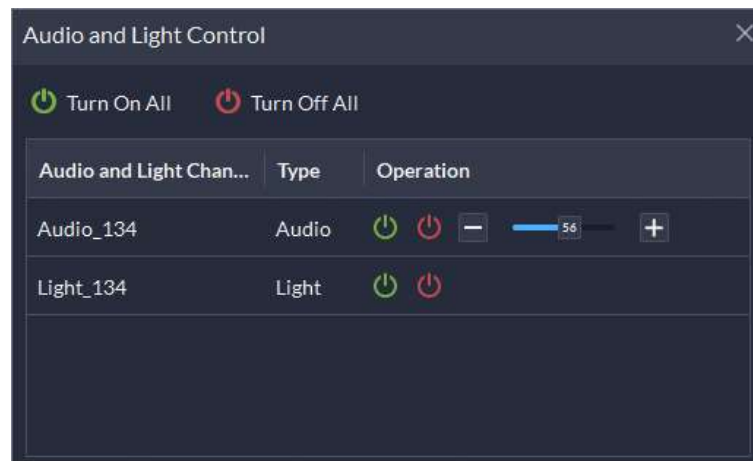 Audio and Light Control
Turn On All Turn Off All
Audio and Light Chan... Type Operation
Audio_134 Audio 56
Light_134 Light